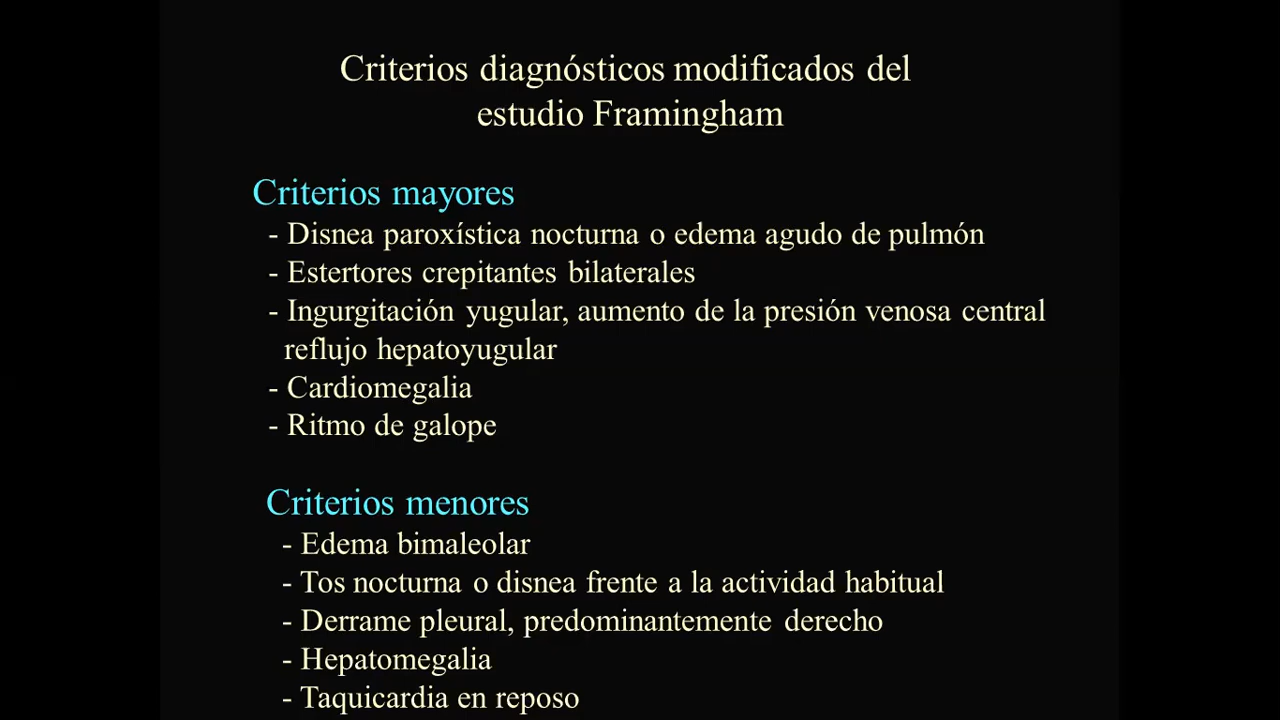 Criterios diagnósticos modificados del
estudio Framingham
Criterios mayores
- Disnea paroxística nocturna o edema agudo de pulmón
- Estertores crepitantes bilaterales
- Ingurgitación yugular, aumento de la presión venosa central
reflujo hepatoyugular
- Cardiomegalia
- Ritmo de galope
Criterios menores
- Edema bimaleolar
- Tos nocturna o disnea frente a la actividad habitual
- Derrame pleural, predominantemente derecho
- Hepatomegalia
- Taquicardia en reposo